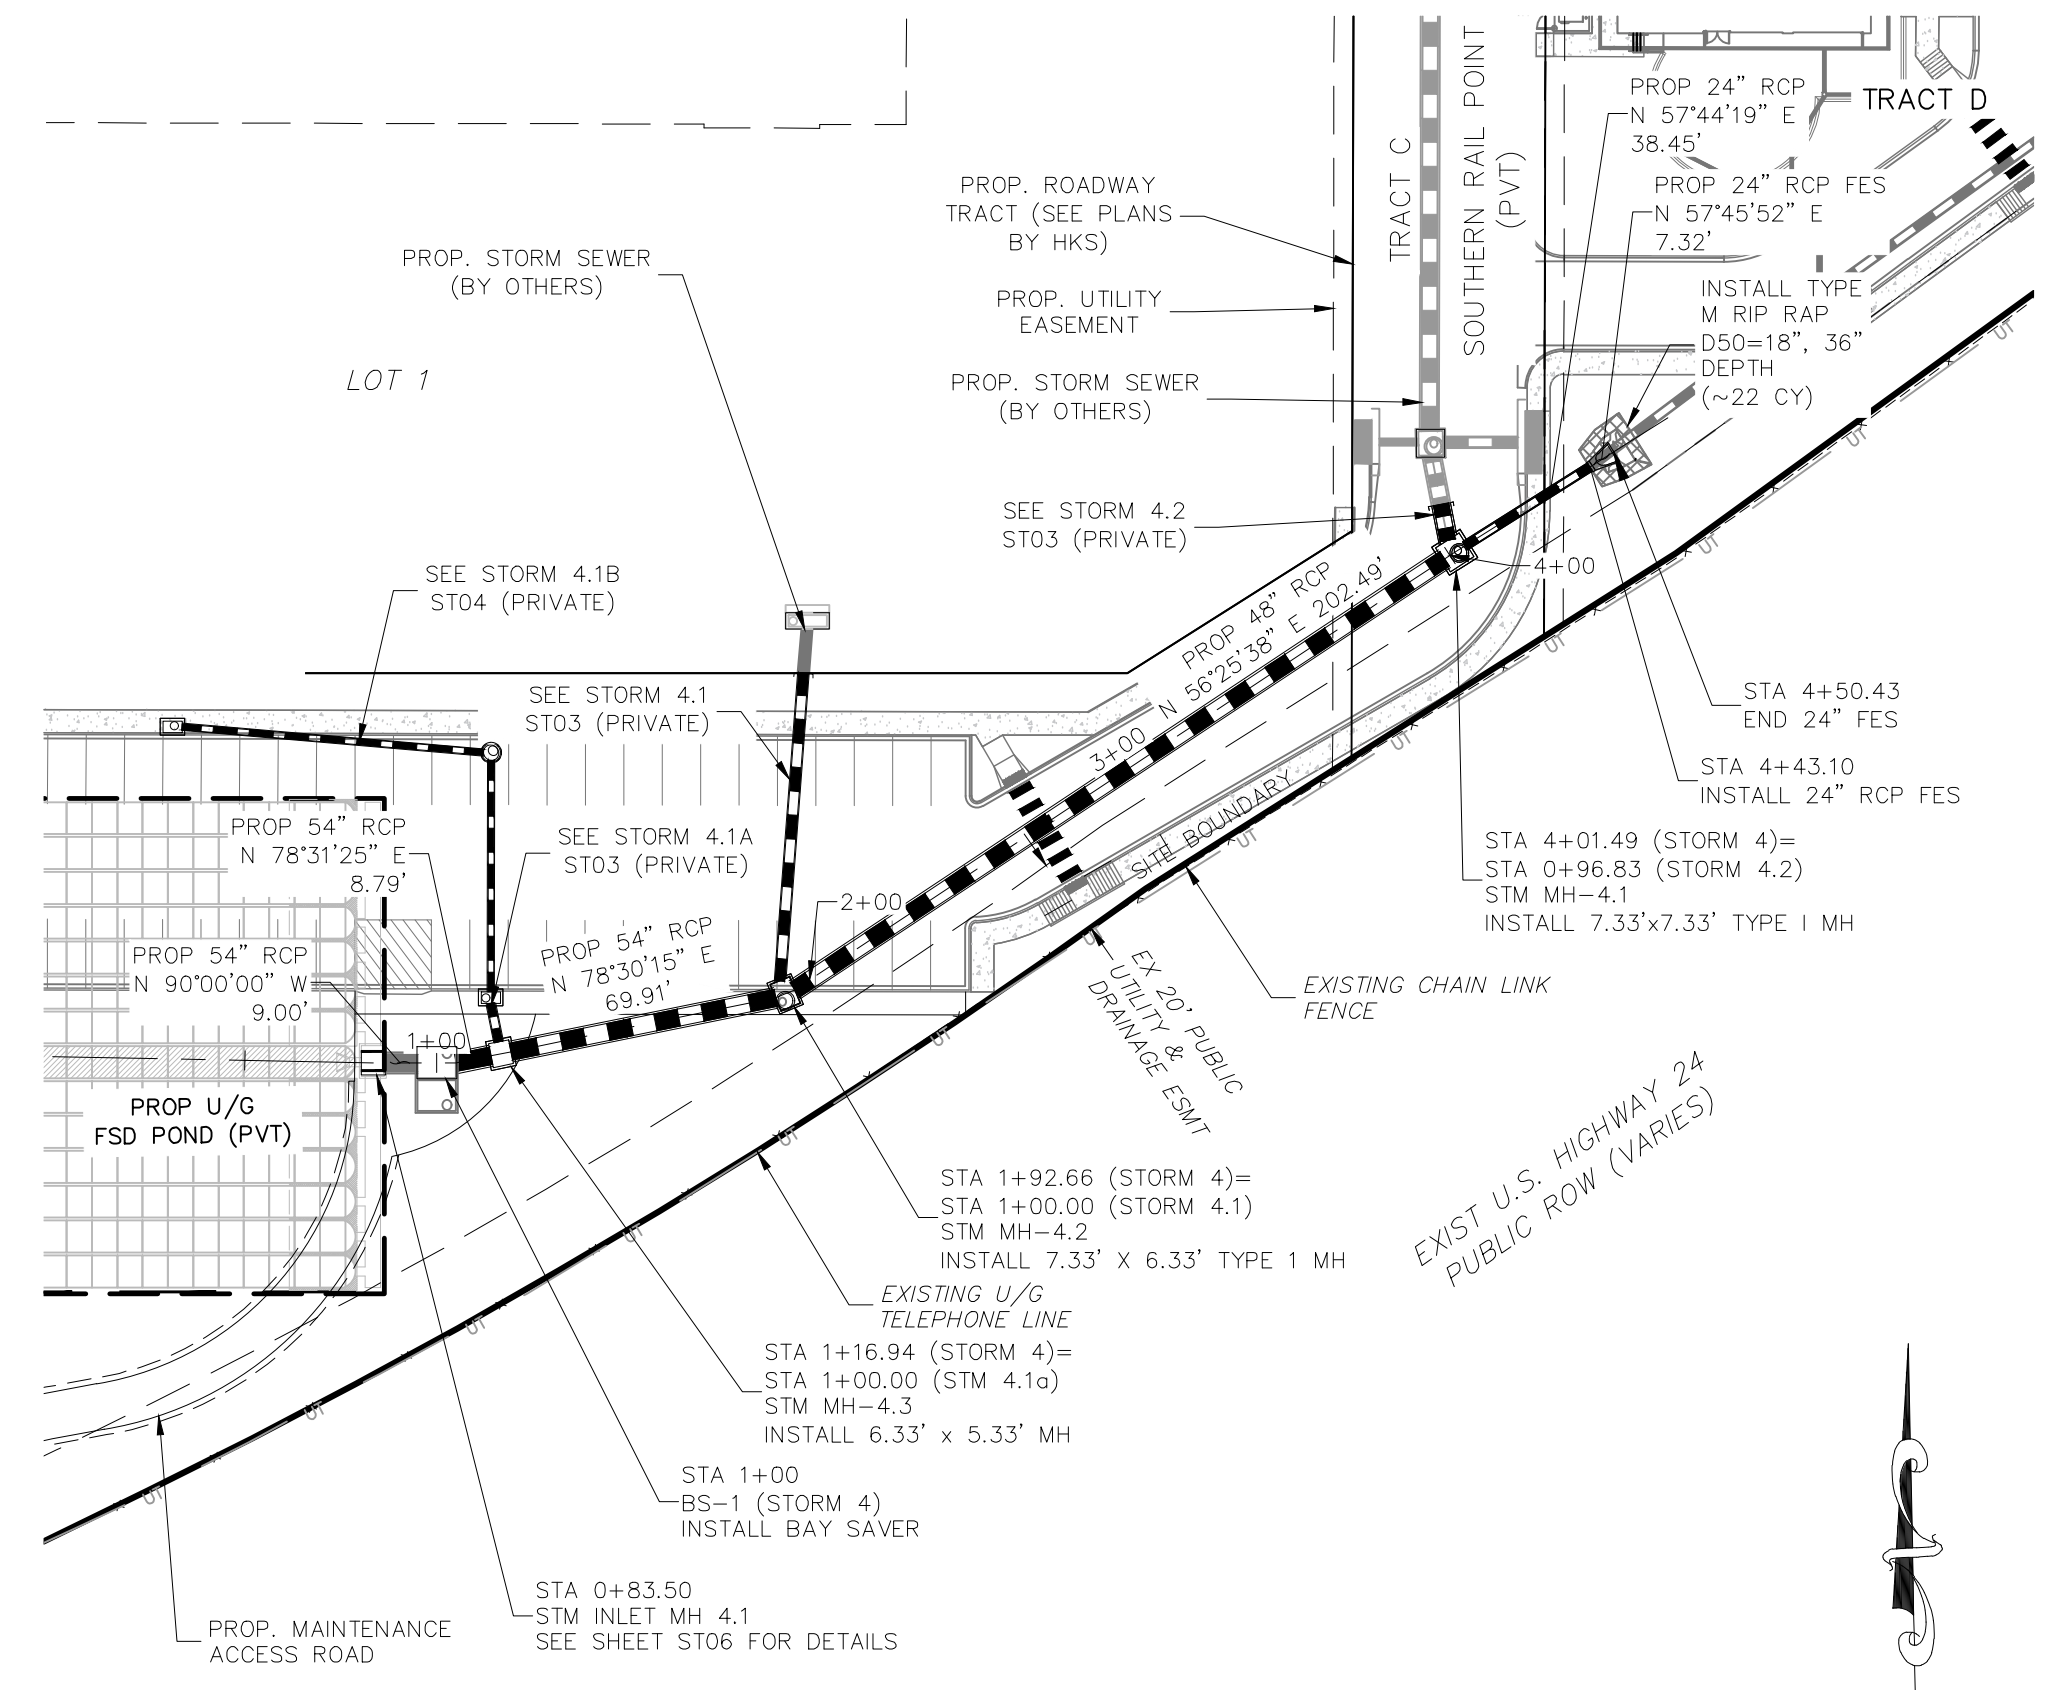 PROP 24" RCP
N 57°44'19" E
38.45'
TRACT D
PROP 24" RCP FES
N 57°45'52" E
7.32'
INSTALL TYPE
M RIP RAP
D50=18", 36"
DEPTH
(~22 CY)
TRACT C
SOUTHERN RAIL POINT
(PVT)
PROP. ROADWAY
TRACT (SEE PLANS
BY HKS)
PROP. UTILITY
EASEMENT
PROP. STORM SEWER
(BY OTHERS)
PROP. STORM SEWER
(BY OTHERS)
LOT 1
SEE STORM 4.2
ST03 (PRIVATE)
4+00
SEE STORM 4.1B
ST04 (PRIVATE)
PROP 48" RCP
N 56°25'38" E 202.49'
SEE STORM 4.1
ST03 (PRIVATE)
3+00
STA 4+50.43
END 24" FES
STA 4+43.10
INSTALL 24" RCP FES
SITE BOUNDARY
PROP 54" RCP
N 78°31'25" E
8.79'
SEE STORM 4.1A
ST03 (PRIVATE)
STA 4+01.49 (STORM 4)=
STA 0+96.83 (STORM 4.2)
STM MH-4.1
INSTALL 7.33'x7.33' TYPE I MH
2+00
PROP 54" RCP
N 78°30'15" E
69.91'
PROP 54" RCP
N 90°00'00" W
9.00'
1+00
EX 20' PUBLIC
UTILITY &
DRAINAGE ESMT
EXISTING CHAIN LINK
FENCE
PROP U/G
FSD POND (PVT)
EXIST U.S. HIGHWAY 24
PUBLIC ROW (VARIES)
STA 1+92.66 (STORM 4)=
STA 1+00.00 (STORM 4.1)
STM MH-4.2
INSTALL 7.33' X 6.33' TYPE 1 MH
EXISTING U/G
TELEPHONE LINE
STA 1+16.94 (STORM 4)=
STA 1+00.00 (STM 4.1a)
STM MH-4.3
INSTALL 6.33' x 5.33' MH
STA 1+00
BS-1 (STORM 4)
INSTALL BAY SAVER
STA 0+83.50
STM INLET MH 4.1
SEE SHEET ST06 FOR DETAILS
PROP. MAINTENANCE
ACCESS ROAD
UT
UT
UT
UT
UT
UT
UT
UT
UT
UT
UT
UT
UT